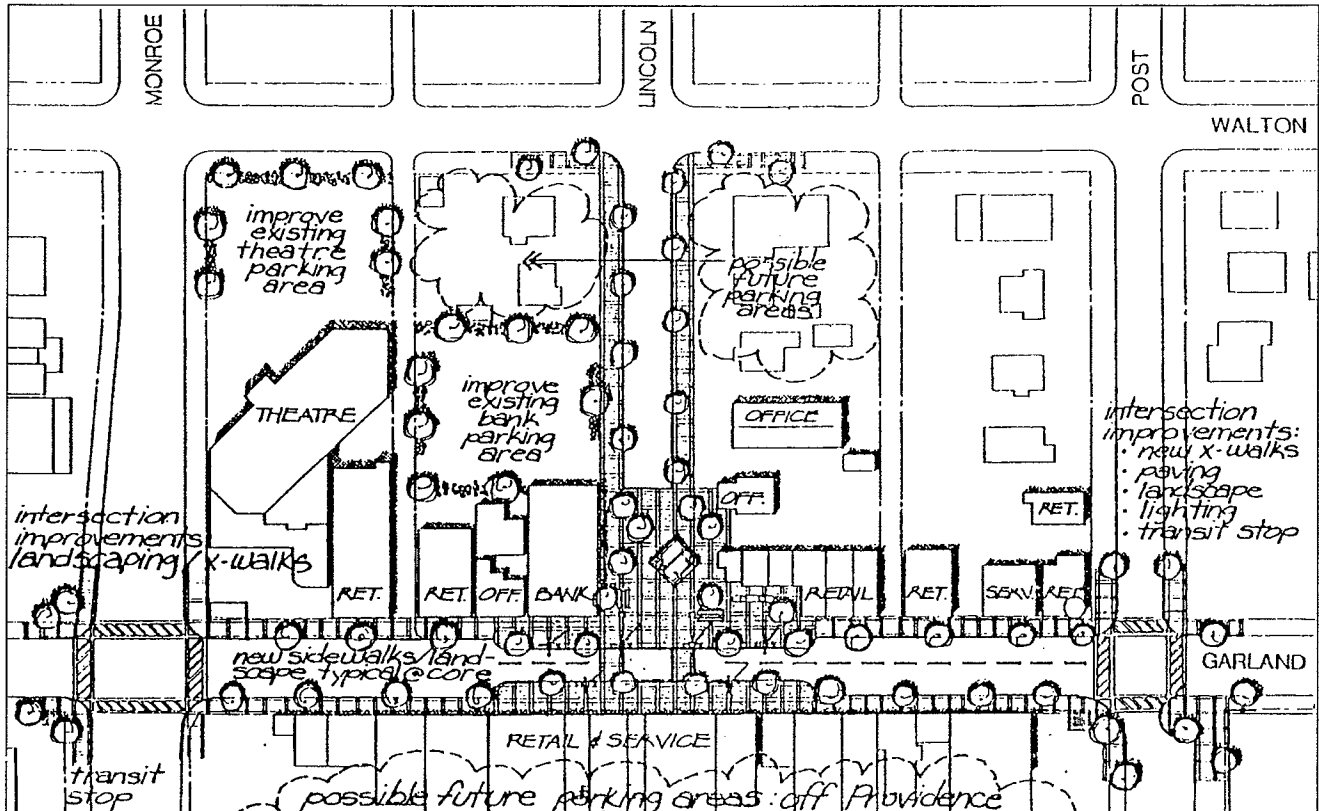 MONROE
LINCOLN
POST
WALTON
improve
existing
theatre
parking
area
possible
future
parking
areas
THEATRE
improve
existing
bank
parking
area
OFFICE
OFF.
intersection
improvements:
· new x-walks
· paving
· landscape
· lighting
· transit stop
RET.
intersection
improvements
landscaping/x-walks
RET.
RET.
OFF.
BANK
RETAIL
RET.
SERV.
RET.
new sidewalks/land-
scape, typical @ core
GARLAND
RETAIL & SERVICE
transit
stop
possible future parking areas: off Providence